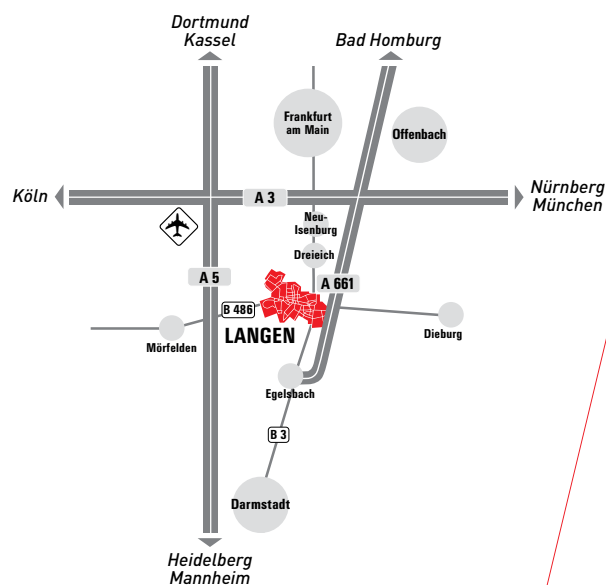 Dortmund
Kassel
Bad Homburg
Frankfurt
am Main
Offenbach
Köln
A 3
Nürnberg
München
Neu-
Isenburg
Dreieich
A 5
A 661
B 486
LANGEN
Mörfelden
Dieburg
Egelsbach
B 3
Darmstadt
Heidelberg
Mannheim